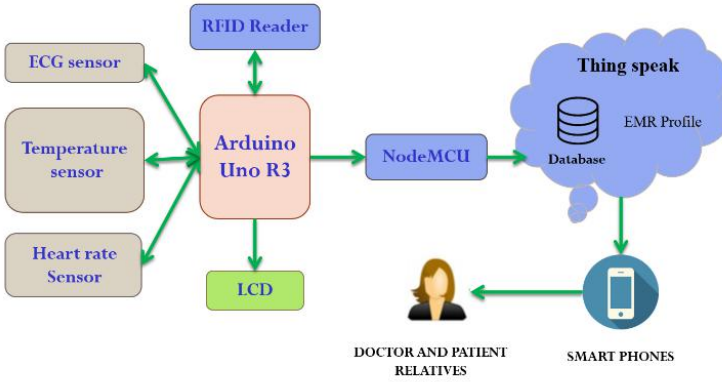 RFID Reader
ECG sensor
Thing speak
Temperature
sensor
Arduino
Uno R3
NodeMCU
EMR Profile
Database
Heart rate
Sensor
LCD
DOCTOR AND PATIENT
RELATIVES
SMART PHONES